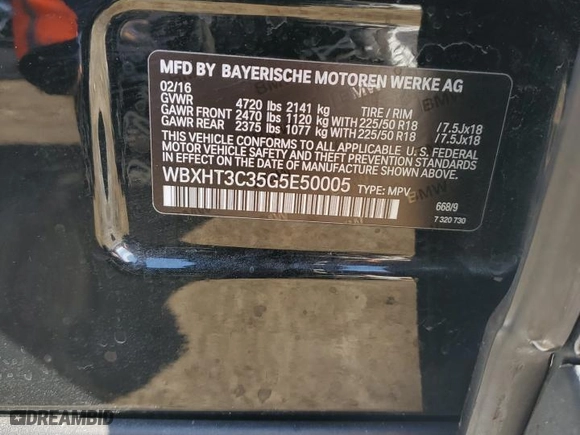 MFD BY BAYERISCHE MOTOREN WERKE AG
02/16
GVWR 4720 lbs 2141 kg TIRE / RIM
GAWR FRONT 2470 lbs 1120 kg 225/50 R18 /7.5Jx18
GAWR REAR 2375 lbs 1077 kg 225/50 R18 /7.5Jx18
THIS VEHICLE CONFORMS TO ALL APPLICABLE U.S. FEDERAL
MOTOR VEHICLE SAFETY AND THEFT PREVENTION STANDARDS
IN EFFECT ON THE DATE OF MANUFACTURE SHOWN ABOVE.
WBXHT3C35G5E50005 TYPE: MPV
668/9
7 320 730
DREAMBID